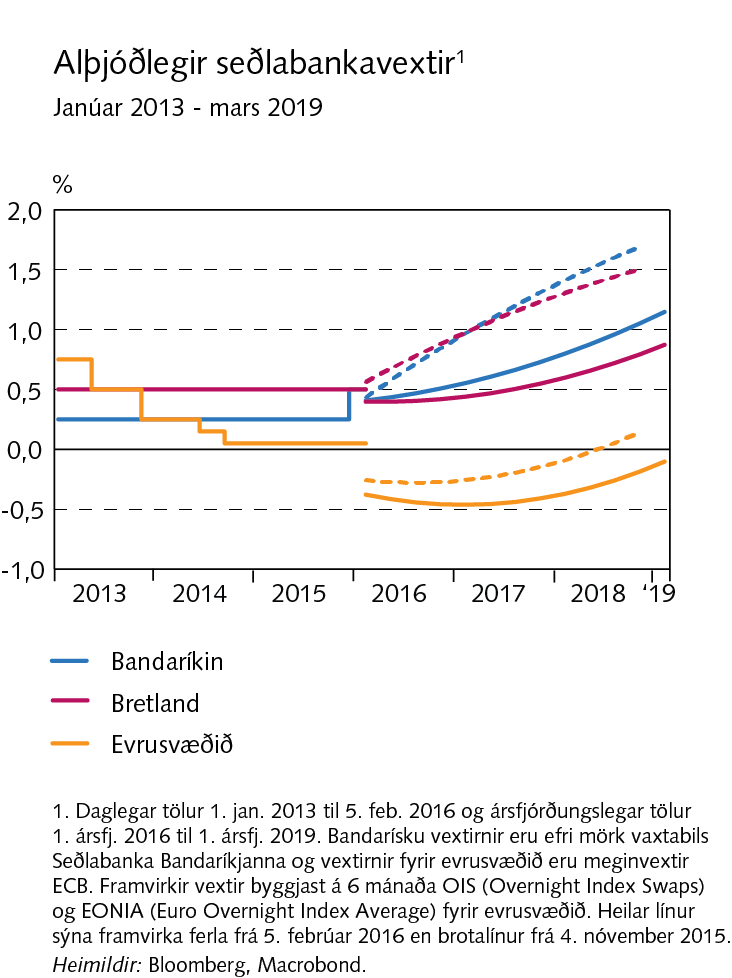 Alþjóðlegir seðlabankavextir¹
Janúar 2013 - mars 2019
%
2,0
1,5
1,0
0,5
0,0
-0,5
-1,0
2013 2014 2015 2016 2017 2018 ‘19
Bandaríkin
Bretland
Evrusvæðið
1. Daglegar tölur 1. jan. 2013 til 5. feb. 2016 og ársfjórðungslegar tölur
1. ársfj. 2016 til 1. ársfj. 2019. Bandarísku vextirnir eru efri mörk vaxtabils
Seðlabanka Bandaríkjanna og vextirnir fyrir evrusvæðið eru meginvextir
ECB. Framvirkir vextir byggjast á 6 mánaða OIS (Overnight Index Swaps)
og EONIA (Euro Overnight Index Average) fyrir evrusvæðið. Heilar línur
sýna framvirka ferla frá 5. febrúar 2016 en brotalínur frá 4. nóvember 2015.
Heimildir: Bloomberg, Macrobond.